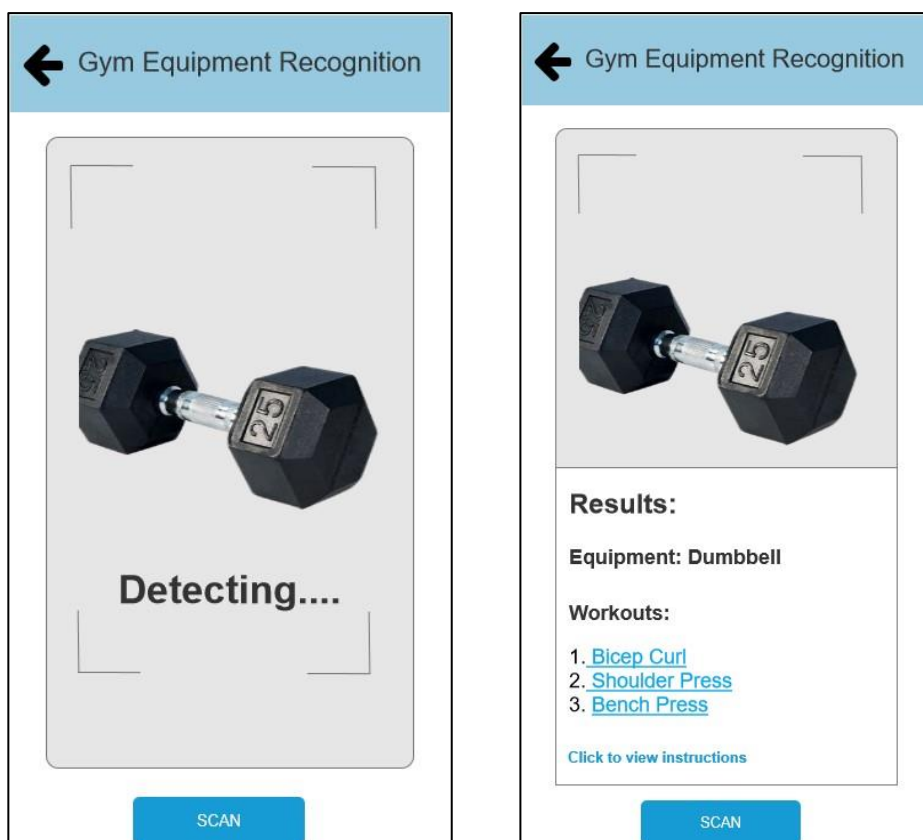 Gym Equipment Recognition
25
25
Detecting....
SCAN
Gym Equipment Recognition
25
25
Results:
Equipment: Dumbbell
Workouts:
1. Bicep Curl
2. Shoulder Press
3. Bench Press
Click to view instructions
SCAN